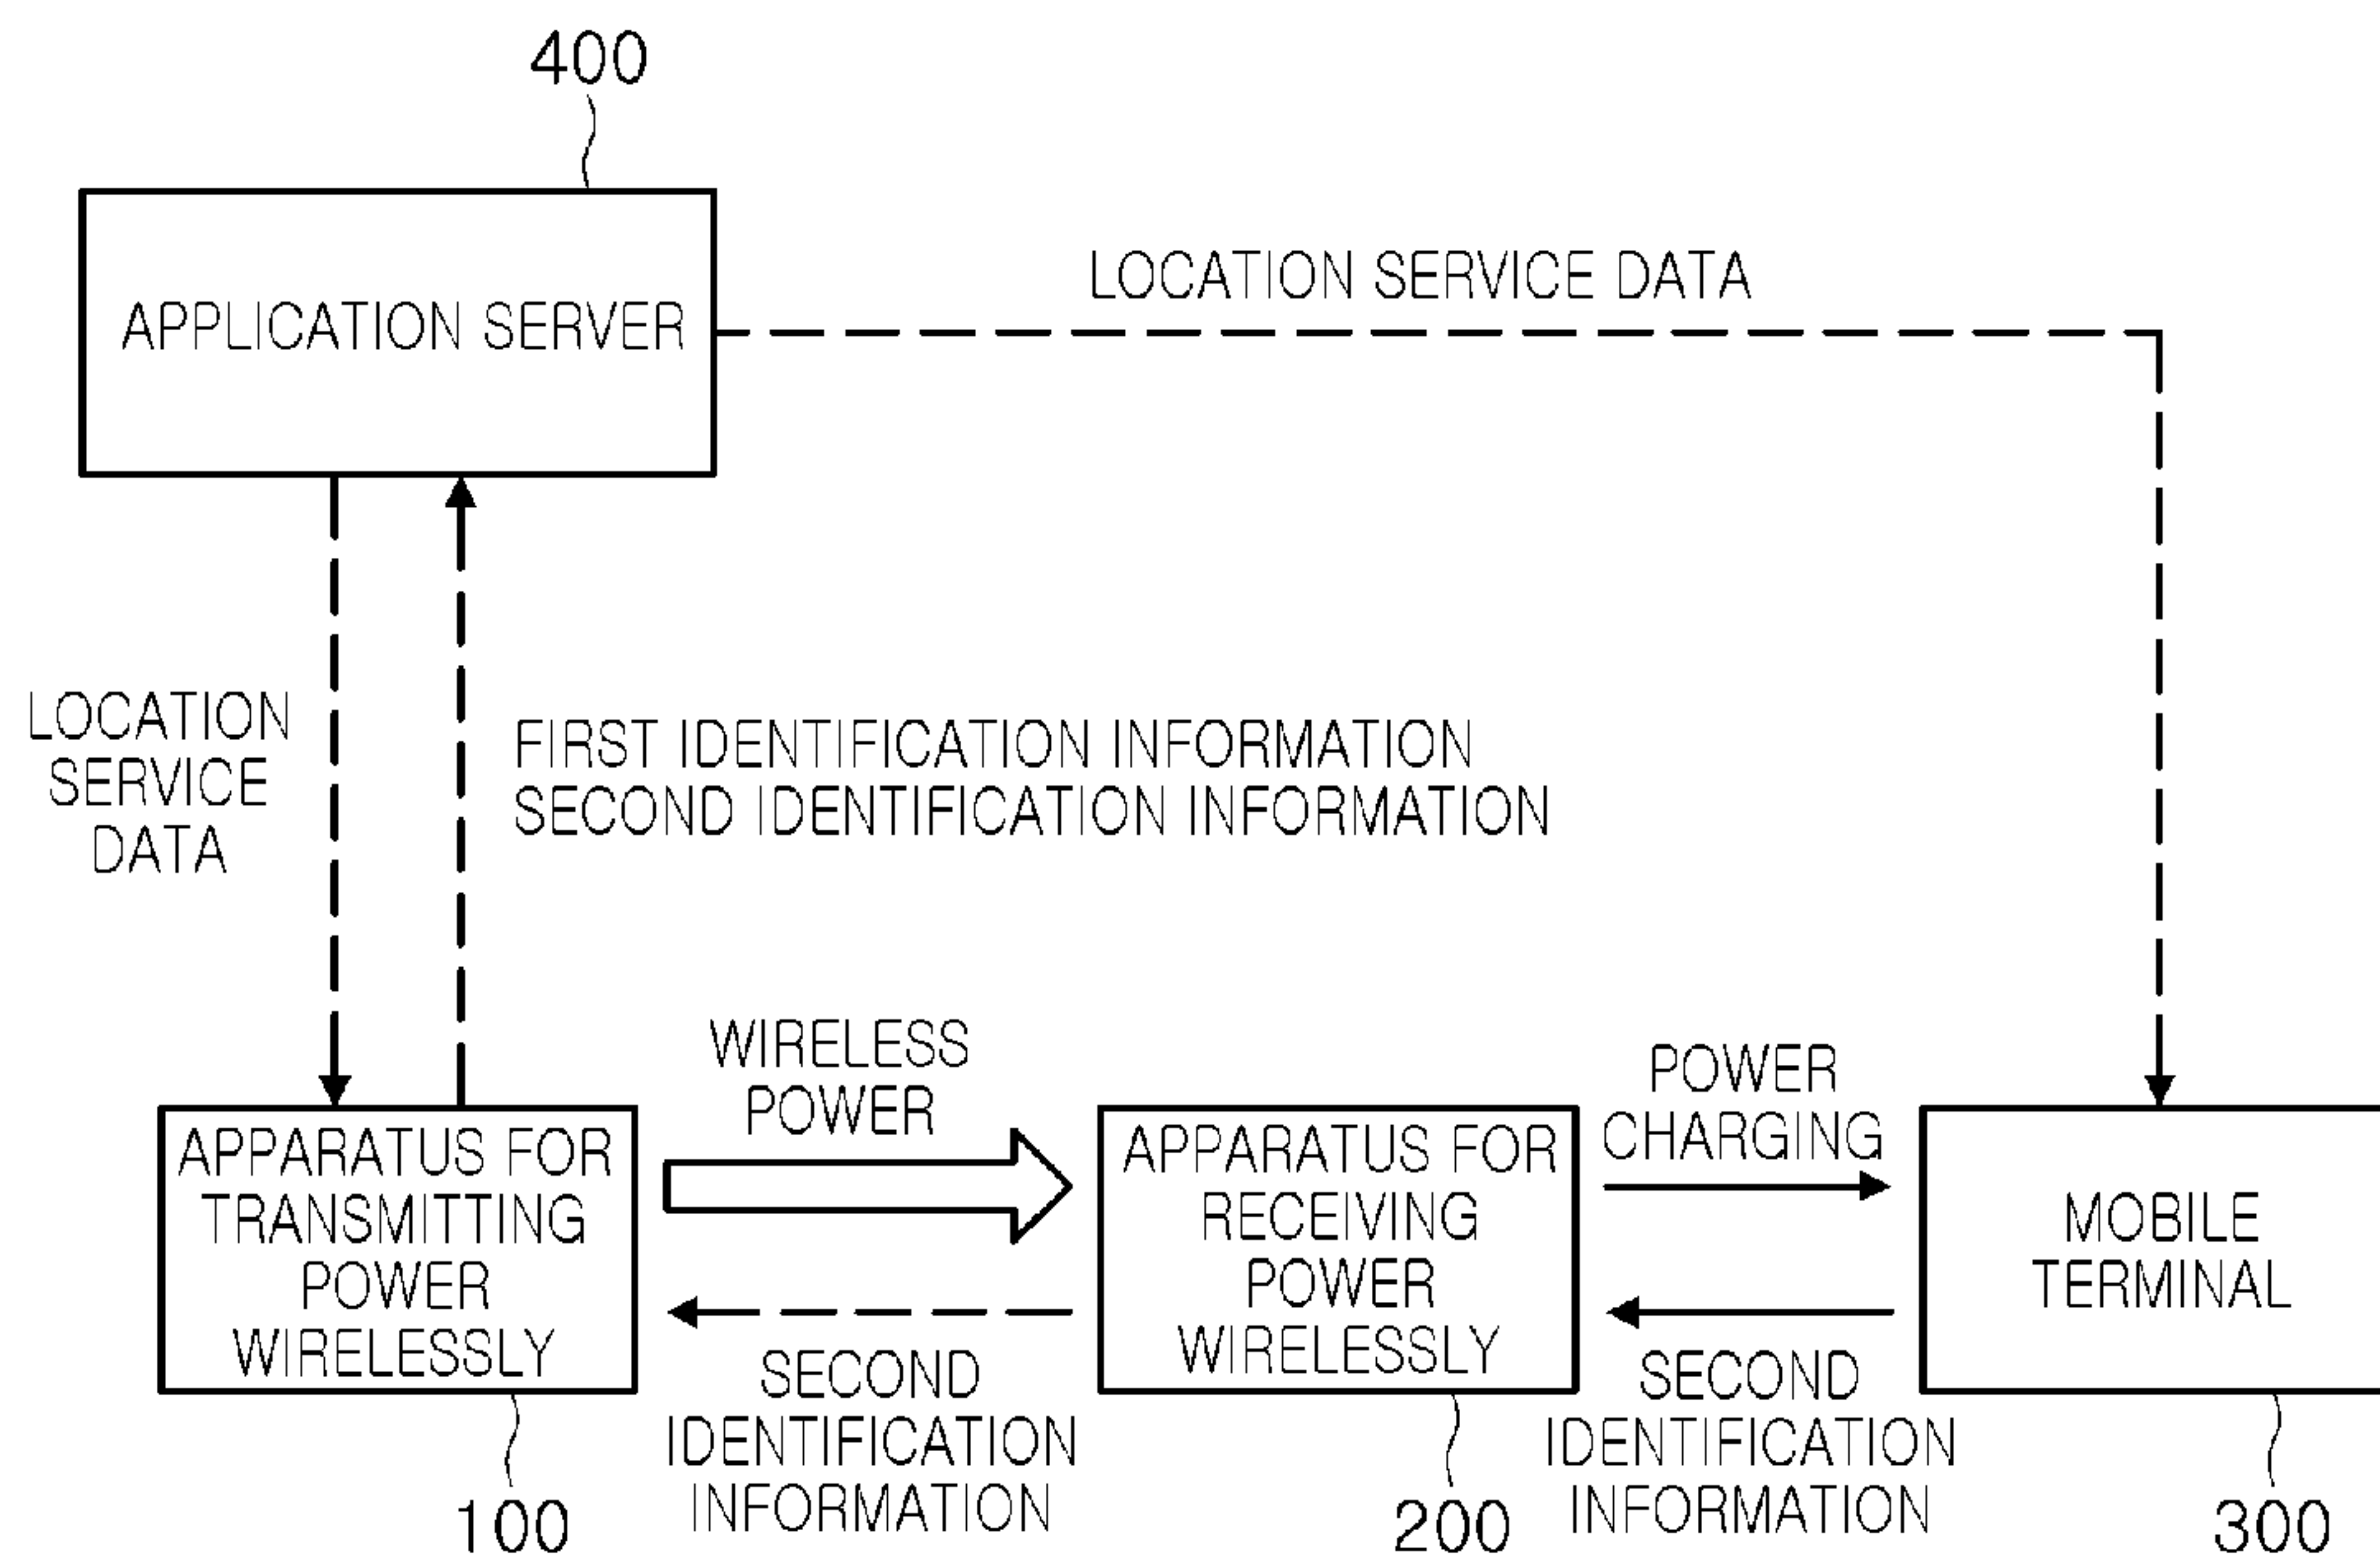 400
APPLICATION SERVER
LOCATION SERVICE DATA
LOCATION
SERVICE
DATA
FIRST IDENTIFICATION INFORMATION
SECOND IDENTIFICATION INFORMATION
WIRELESS
POWER
POWER
CHARGING
APPARATUS FOR
TRANSMITTING
POWER
WIRELESSLY
APPARATUS FOR
RECEIVING
POWER
WIRELESSLY
MOBILE
TERMINAL
SECOND
IDENTIFICATION
INFORMATION
SECOND
IDENTIFICATION
INFORMATION
100
200
300